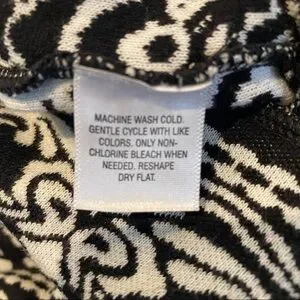 MACHINE WASH COLD.
GENTLE CYCLE WITH LIKE
COLORS. ONLY NON-
CHLORINE BLEACH WHEN
NEEDED. RESHAPE
DRY FLAT.